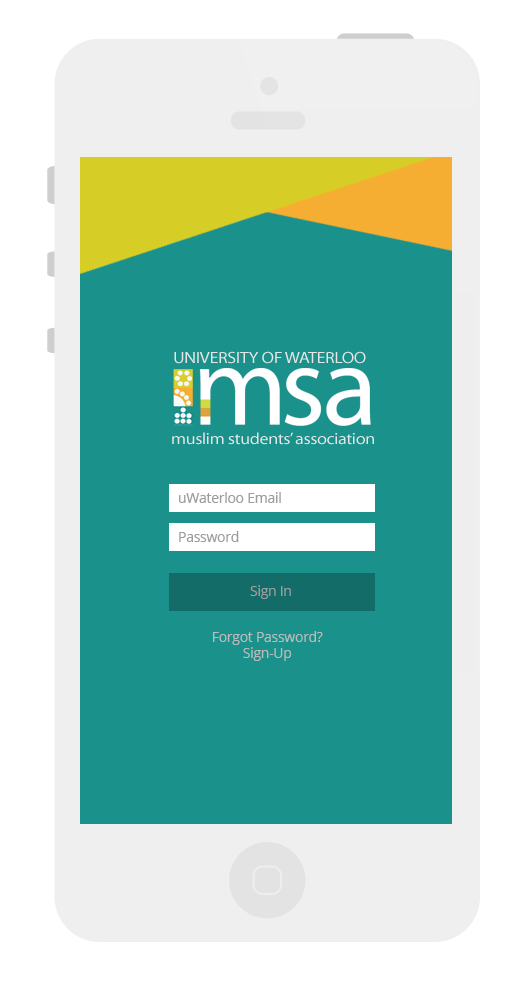 UNIVERSITY OF WATERLOO
msa
muslim students' association
uWaterloo Email
Password
Sign In
Forgot Password?
Sign-Up